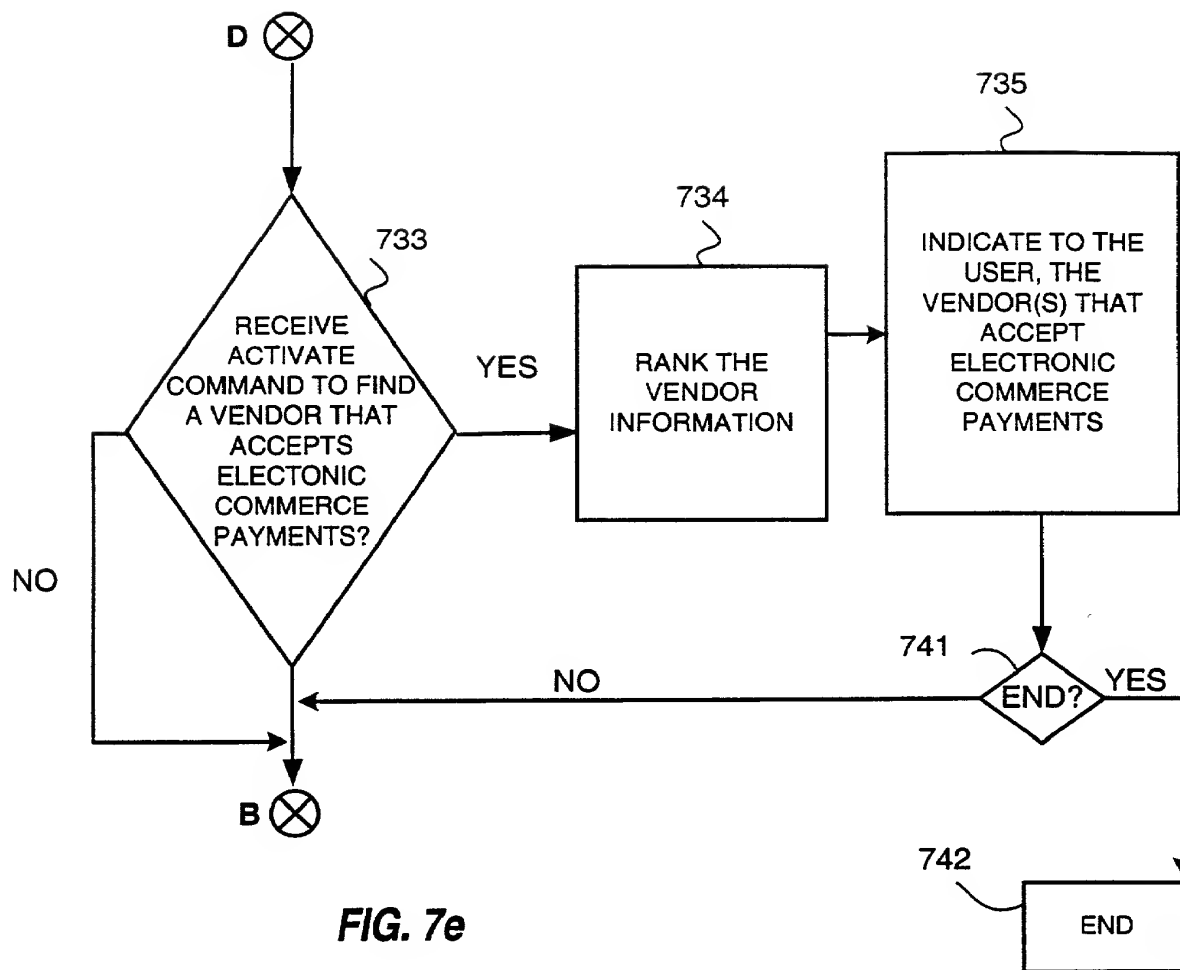 D
735
734
733
RECEIVE
ACTIVATE
COMMAND TO FIND
A VENDOR THAT
ACCEPTS
ELECTONIC
COMMERCE
PAYMENTS?
YES
RANK THE
VENDOR
INFORMATION
INDICATE TO THE
USER, THE
VENDOR(S) THAT
ACCEPT
ELECTRONIC
COMMERCE
PAYMENTS
NO
741
NO
END?
YES
B
742
END
FIG. 7e